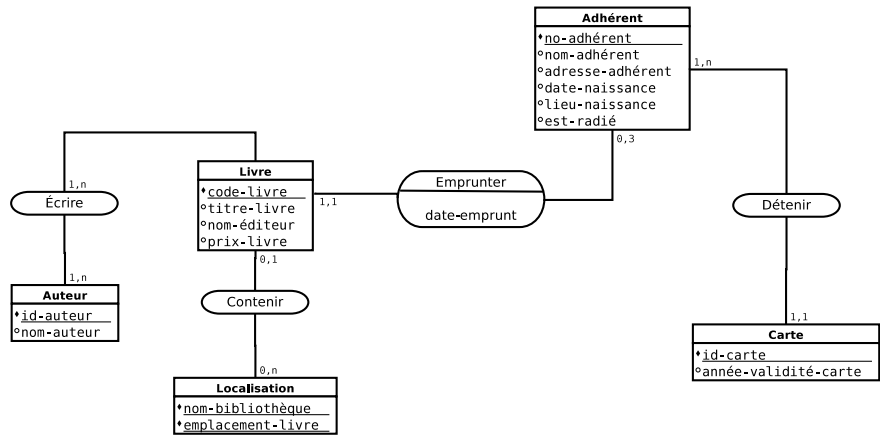 Adhérent
no-adhérent
nom-adhérent
adresse-adhérent
date-naissance
lieu-naissance
est-radié
1,n
0,3
Livre
code-livre
titre-livre
nom-éditeur
prix-livre
1,1
0,1
Emprunter
date-emprunt
1,n
Écrire
1,n
Détenir
Auteur
id-auteur
nom-auteur
Contenir
1,1
Carte
id-carte
année-validité-carte
0,n
Localisation
nom-bibliothèque
emplacement-livre